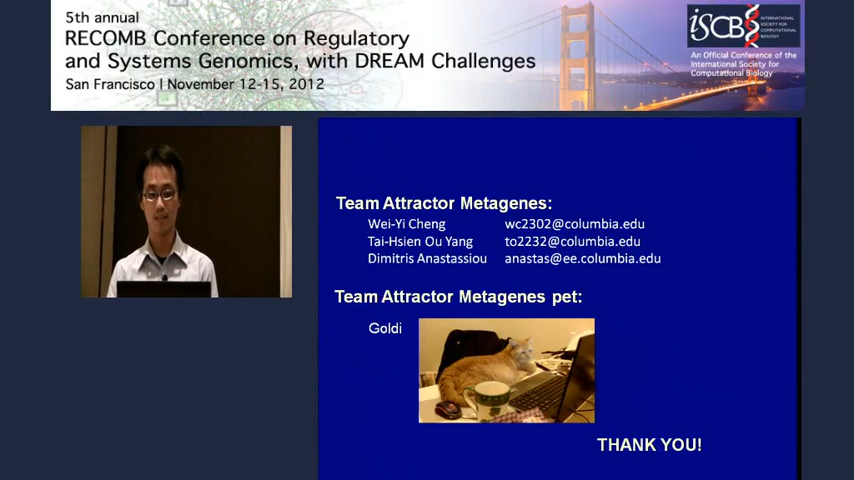 5th annual
RECOMB Conference on Regulatory
and Systems Genomics, with DREAM Challenges
San Francisco | November 12-15, 2012
iSCB
INTERNATIONAL
SOCIETY FOR
COMPUTATIONAL
BIOLOGY
An Official Conference of the
International Society for
Computational Biology
Team Attractor Metagenes:
Wei-Yi Cheng wc2302@columbia.edu
Tai-Hsien Ou Yang to2232@columbia.edu
Dimitris Anastassiou anastas@ee.columbia.edu
Team Attractor Metagenes pet:
Goldi
THANK YOU!